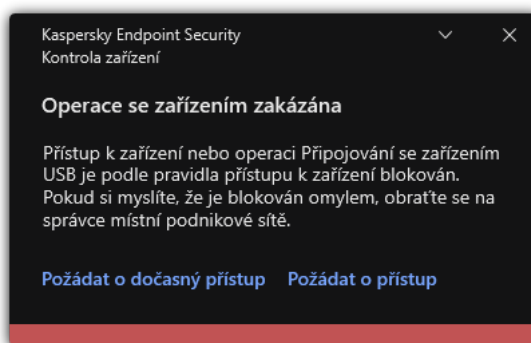 Kaspersky Endpoint Security
Kontrola zařízení
Operace se zařízením zakázána
Přístup k zařízení nebo operaci Připojování se zařízením
USB je podle pravidla přístupu k zařízení blokován.
Pokud si myslíte, že je blokován omylem, obraťte se na
správce místní podnikové sítě.
Požádat o dočasný přístup Požádat o přístup